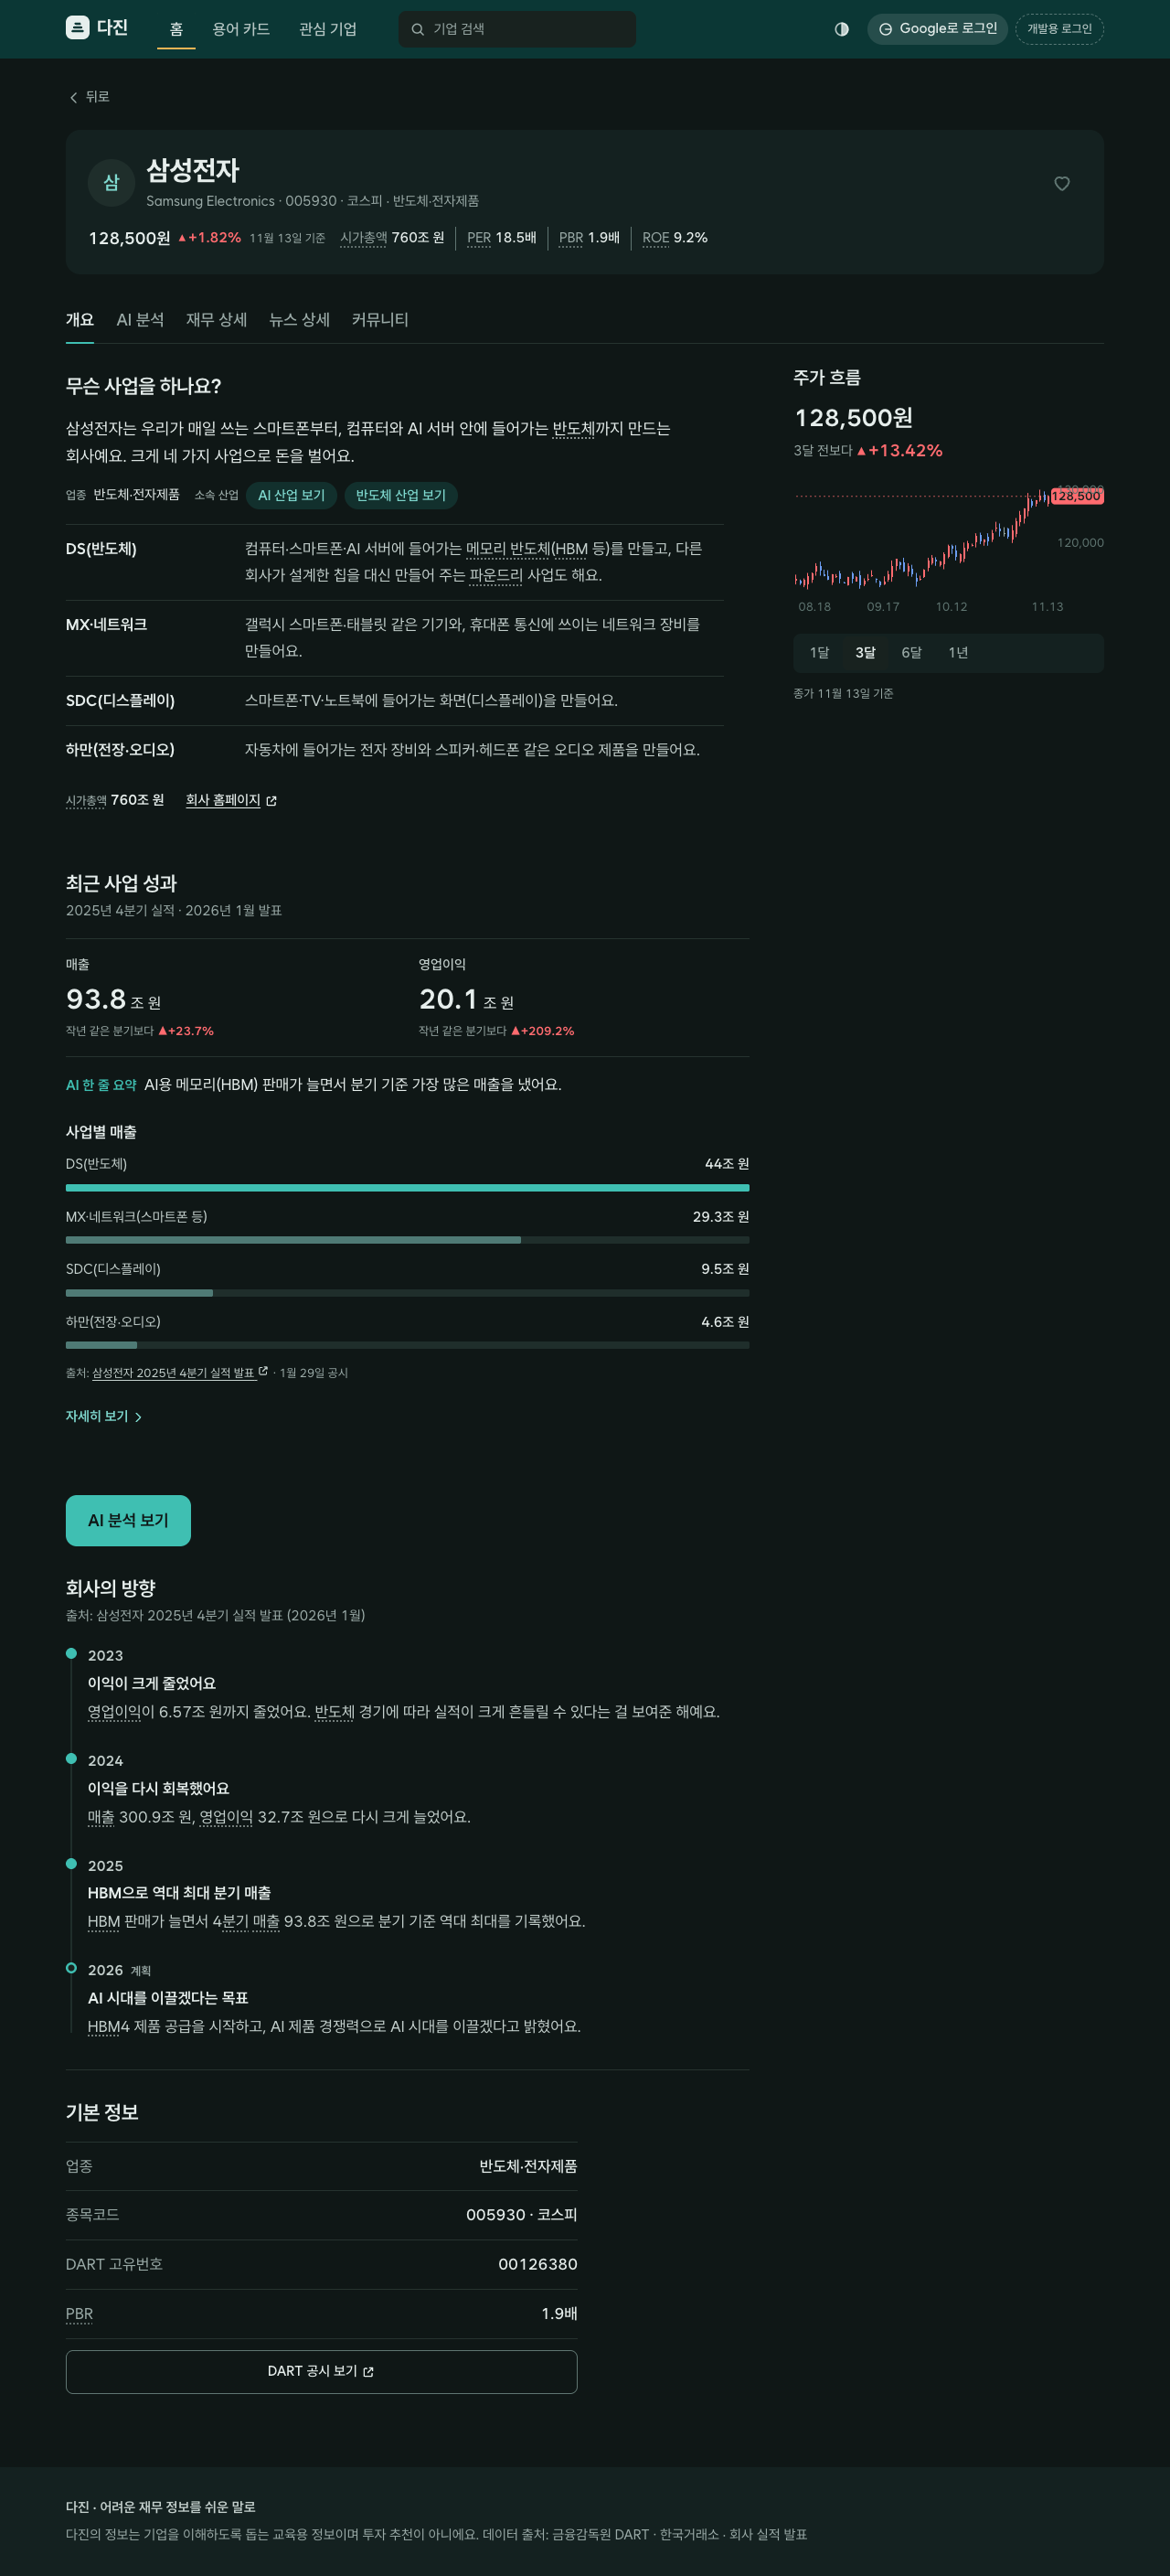 다진
홈
용어 카드
관심 기업
기업 검색
Google로 로그인
개발용 로그인
뒤로
삼
삼성전자
Samsung Electronics · 005930 · 코스피 · 반도체·전자제품
128,500원 ▲+1.82% 11월 13일 기준 시가총액 760조 원 PER 18.5배 PBR 1.9배 ROE 9.2%
개요
AI 분석
재무 상세
뉴스 상세
커뮤니티
무슨 사업을 하나요?
삼성전자는 우리가 매일 쓰는 스마트폰부터, 컴퓨터와 AI 서버 안에 들어가는 반도체까지 만드는
회사예요. 크게 네 가지 사업으로 돈을 벌어요.
업종 반도체·전자제품 소속 산업 AI 산업 보기 반도체 산업 보기
DS(반도체)
컴퓨터·스마트폰·AI 서버에 들어가는 메모리 반도체(HBM 등)를 만들고, 다른
회사가 설계한 칩을 대신 만들어 주는 파운드리 사업도 해요.
MX·네트워크
갤럭시 스마트폰·태블릿 같은 기기와, 휴대폰 통신에 쓰이는 네트워크 장비를
만들어요.
SDC(디스플레이)
스마트폰·TV·노트북에 들어가는 화면(디스플레이)을 만들어요.
하만(전장·오디오)
자동차에 들어가는 전자 장비와 스피커·헤드폰 같은 오디오 제품을 만들어요.
시가총액 760조 원 회사 홈페이지
주가 흐름
128,500원
3달 전보다 ▲+13.42%
128,500
120,000
08.18 09.17 10.12 11.13
1달 3달 6달 1년
종가 11월 13일 기준
최근 사업 성과
2025년 4분기 실적 · 2026년 1월 발표
매출
93.8 조 원
작년 같은 분기보다 ▲+23.7%
영업이익
20.1 조 원
작년 같은 분기보다 ▲+209.2%
AI 한 줄 요약 AI용 메모리(HBM) 판매가 늘면서 분기 기준 가장 많은 매출을 냈어요.
사업별 매출
DS(반도체) 44조 원
MX·네트워크(스마트폰 등) 29.3조 원
SDC(디스플레이) 9.5조 원
하만(전장·오디오) 4.6조 원
출처: 삼성전자 2025년 4분기 실적 발표 · 1월 29일 공시
자세히 보기
AI 분석 보기
회사의 방향
출처: 삼성전자 2025년 4분기 실적 발표 (2026년 1월)
2023
이익이 크게 줄었어요
영업이익이 6.57조 원까지 줄었어요. 반도체 경기에 따라 실적이 크게 흔들릴 수 있다는 걸 보여준 해예요.
2024
이익을 다시 회복했어요
매출 300.9조 원, 영업이익 32.7조 원으로 다시 크게 늘었어요.
2025
HBM으로 역대 최대 분기 매출
HBM 판매가 늘면서 4분기 매출 93.8조 원으로 분기 기준 역대 최대를 기록했어요.
2026 계획
AI 시대를 이끌겠다는 목표
HBM4 제품 공급을 시작하고, AI 제품 경쟁력으로 AI 시대를 이끌겠다고 밝혔어요.
기본 정보
업종 반도체·전자제품
종목코드 005930 · 코스피
DART 고유번호 00126380
PBR 1.9배
DART 공시 보기
다진 · 어려운 재무 정보를 쉬운 말로
다진의 정보는 기업을 이해하도록 돕는 교육용 정보이며 투자 추천이 아니에요. 데이터 출처: 금융감독원 DART · 한국거래소 · 회사 실적 발표